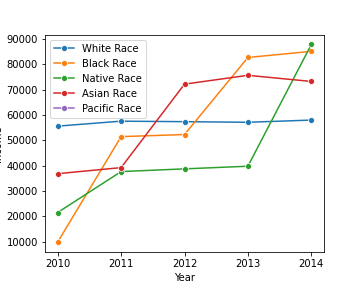 90000
80000
70000
60000
50000
40000
30000
20000
10000
White Race
Black Race
Native Race
Asian Race
Pacific Race
2010 2011 2012 2013 2014
Year